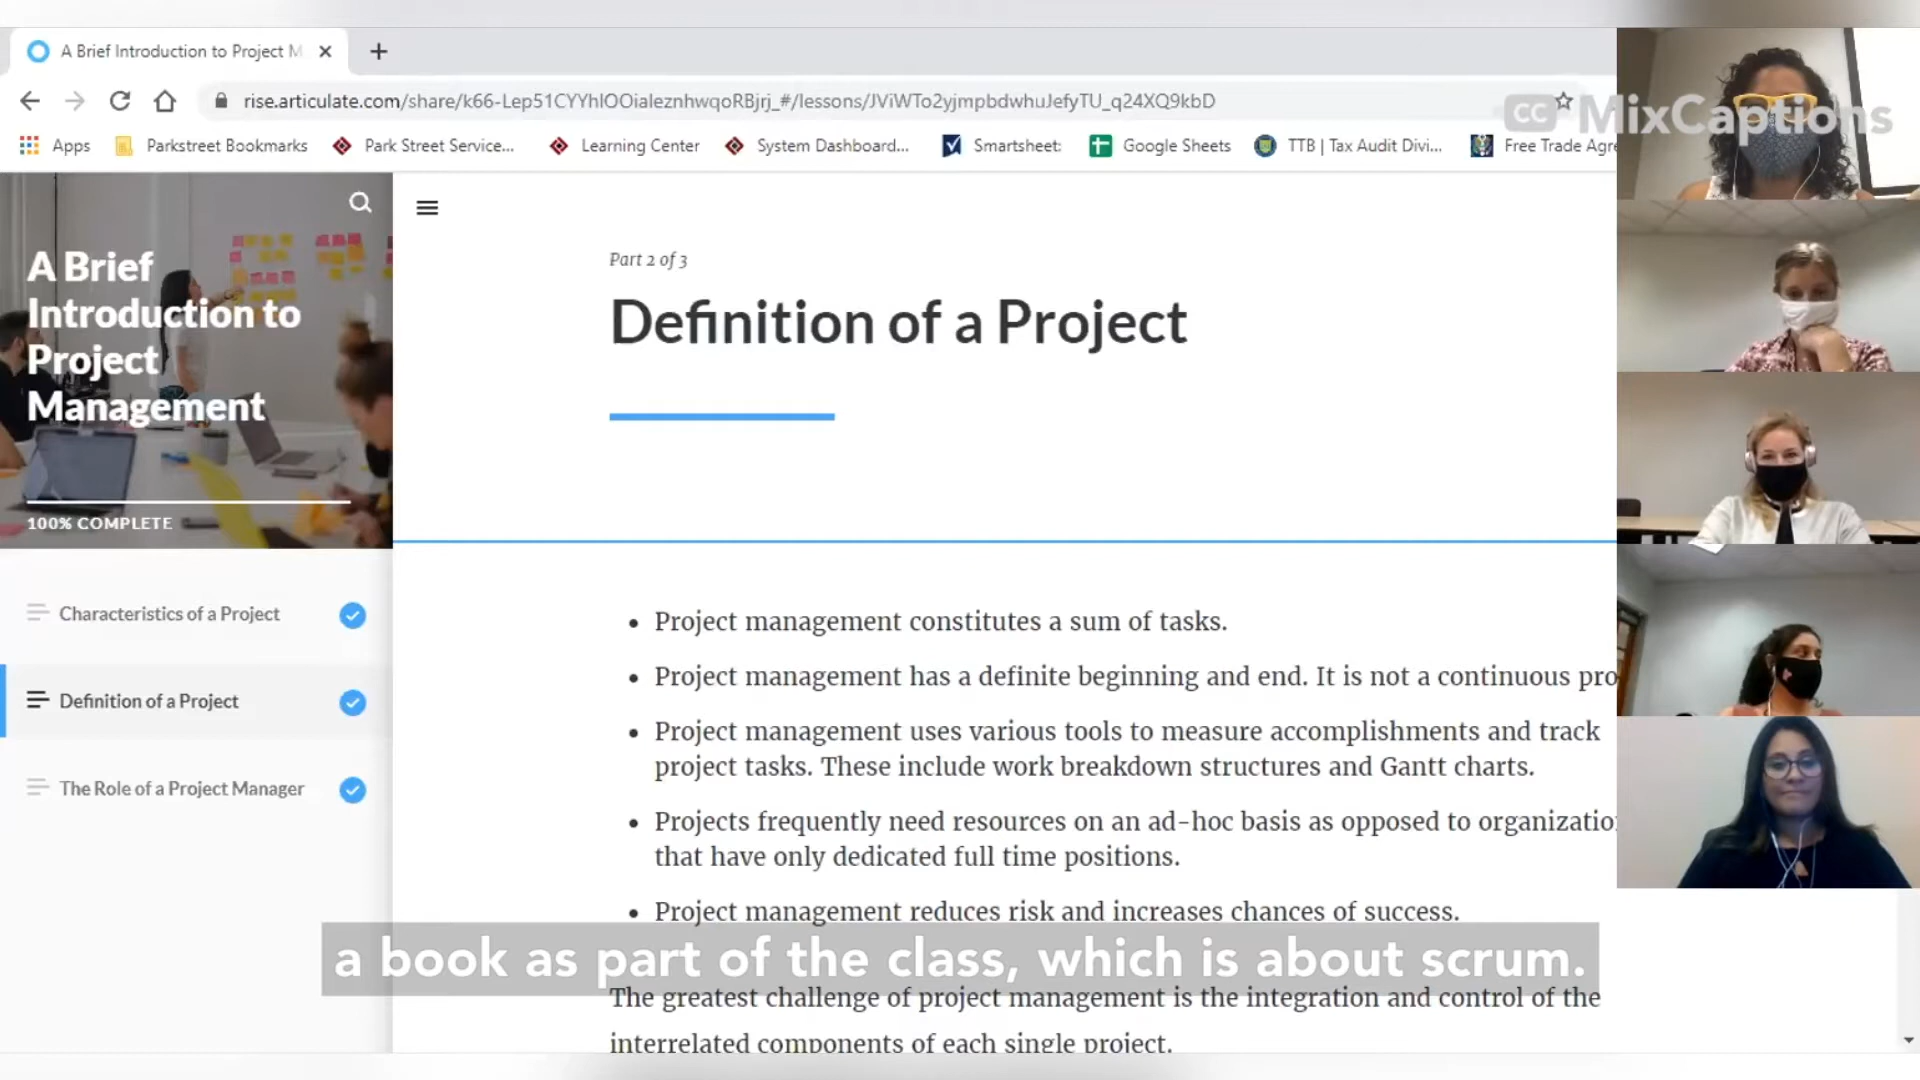 A Brief Introduction to Project M
rise.articulate.com/share/k66-Lep51CYYhIOOialeznhwqoRBjrj_#/lessons/JViWTo2yjmpbdwhuJefyTU_q24XQ9kbD
CC MixCaptions
Apps Parkstreet Bookmarks Park Street Service... Learning Center System Dashboard... Smartsheet: Google Sheets TTB | Tax Audit Divi... Free Trade Agre
A Brief
Introduction to
Project
Management
100% COMPLETE
Characteristics of a Project
Definition of a Project
The Role of a Project Manager
Part 2 of 3
Definition of a Project
• Project management constitutes a sum of tasks.
• Project management has a definite beginning and end. It is not a continuous pro
• Project management uses various tools to measure accomplishments and track
project tasks. These include work breakdown structures and Gantt charts.
• Projects frequently need resources on an ad-hoc basis as opposed to organizatio
that have only dedicated full time positions.
• Project management reduces risk and increases chances of success.
a book as part of the class, which is about scrum.
The greatest challenge of project management is the integration and control of the
interrelated components of each single project.